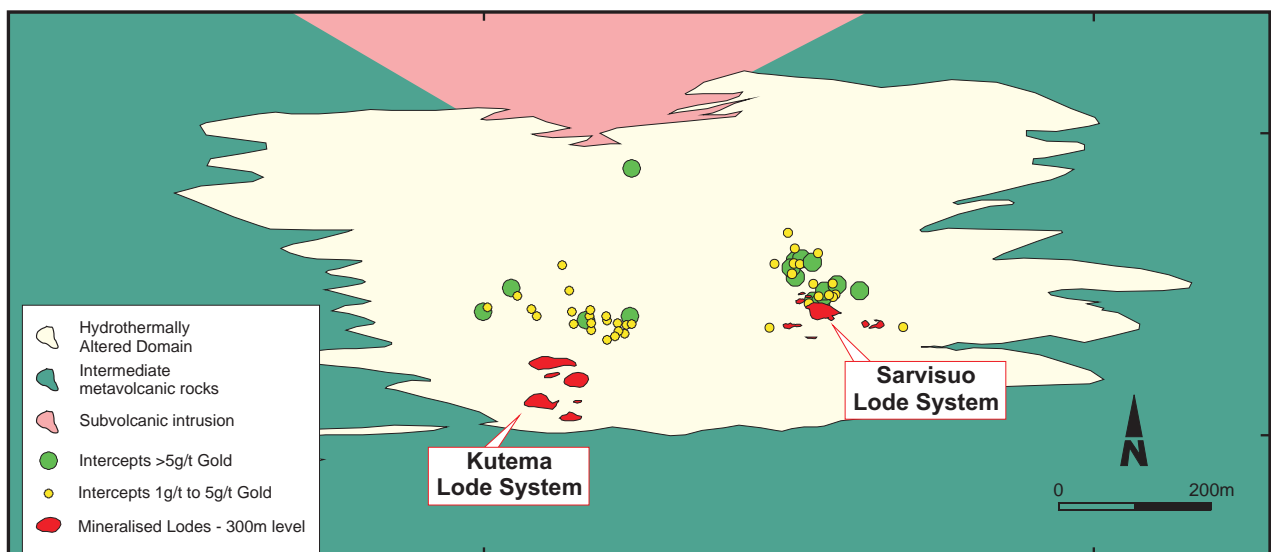 Hydrothermally
Altered Domain
Intermediate
metavolcanic rocks
Subvolcanic intrusion
Intercepts >5g/t Gold
Intercepts 1g/t to 5g/t Gold
Mineralised Lodes - 300m level
Kutema
Lode System
Sarvisuo
Lode System
N
0 200m